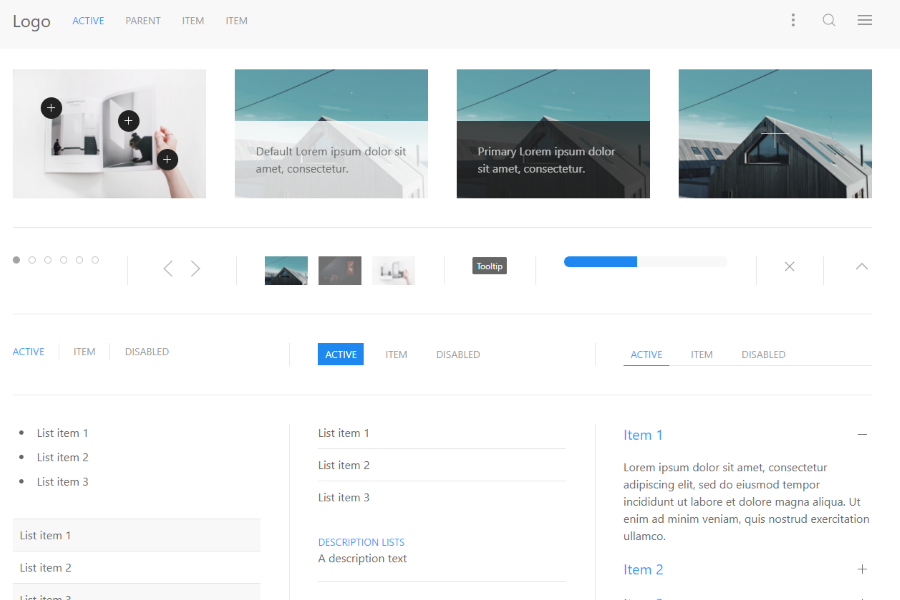 Logo
ACTIVE
PARENT
ITEM
ITEM
Default Lorem ipsum dolor sit
amet, consectetur.
Primary Lorem ipsum dolor
sit amet, consectetur.
Tooltip
ACTIVE
ITEM
DISABLED
ACTIVE
ITEM
DISABLED
ACTIVE
ITEM
DISABLED
List item 1
List item 2
List item 3
List item 1
List item 2
List item 3
List item 1
List item 2
List item 3
DESCRIPTION LISTS
A description text
Item 1
Lorem ipsum dolor sit amet, consectetur
adipiscing elit, sed do eiusmod tempor
incididunt ut labore et dolore magna aliqua. Ut
enim ad minim veniam, quis nostrud exercitation
ullamco.
Item 2